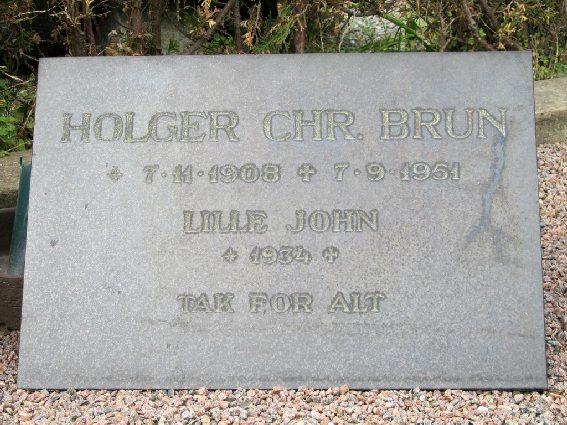 HOLGER CHR. BRUN
+ 7·11·1908 + 7·9·1951
LILLE JOHN
+ 1934 +
TAK FOR ALT